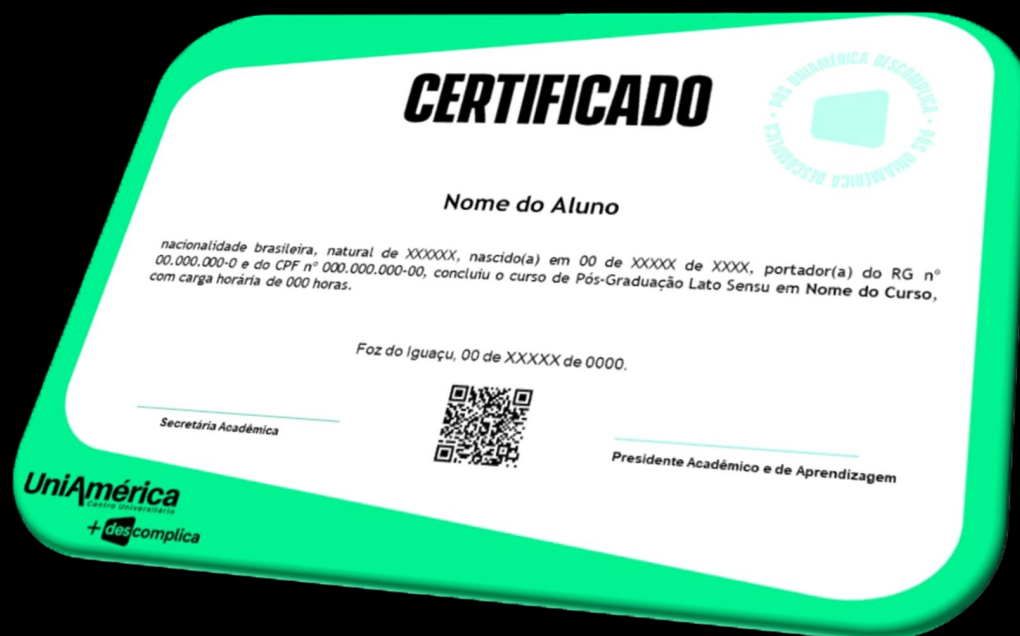 CERTIFICADO
PÓS UNIAMÉRICA DESCOMPLICA • PÓS UNIAMÉRICA DESCOMPLICA •
Nome do Aluno
nacionalidade brasileira, natural de XXXXXX, nascido(a) em 00 de XXXXX de XXXX, portador(a) do RG nº
00.000.000-0 e do CPF nº 000.000.000-00, concluiu o curso de Pós-Graduação Lato Sensu em Nome do Curso,
com carga horária de 000 horas.
Foz do Iguaçu, 00 de XXXXX de 0000.
Secretária Acadêmica
Presidente Acadêmico e de Aprendizagem
UniAmérica
Centro Universitário
+ descomplica